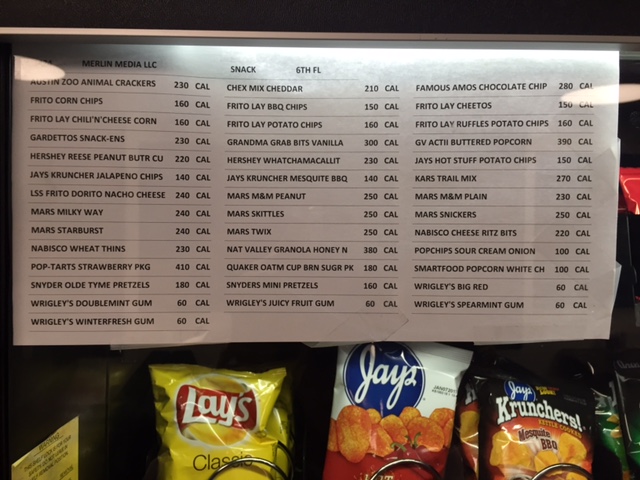 MERLIN MEDIA LLC SNACK 6TH FL
AUSTIN ZOO ANIMAL CRACKERS 230 CAL
FRITO CORN CHIPS 160 CAL
FRITO LAY CHILI'N'CHEESE CORN 160 CAL
GARDETTOS SNACK-ENS 230 CAL
HERSHEY REESE PEANUT BUTR CU 220 CAL
JAYS KRUNCHER JALAPENO CHIPS 140 CAL
LSS FRITO DORITO NACHO CHEESE 240 CAL
MARS MILKY WAY 240 CAL
MARS STARBURST 240 CAL
NABISCO WHEAT THINS 230 CAL
POP-TARTS STRAWBERRY PKG 410 CAL
SNYDER OLDE TYME PRETZELS 180 CAL
WRIGLEY'S DOUBLEMINT GUM 60 CAL
WRIGLEY'S WINTERFRESH GUM 60 CAL
CHEX MIX CHEDDAR 210 CAL
FRITO LAY BBQ CHIPS 150 CAL
FRITO LAY POTATO CHIPS 160 CAL
GRANDMA GRAB BITS VANILLA 300 CAL
HERSHEY WHATCHAMACALLIT 230 CAL
JAYS KRUNCHER MESQUITE BBQ 140 CAL
MARS M&M PEANUT 250 CAL
MARS SKITTLES 250 CAL
MARS TWIX 250 CAL
NAT VALLEY GRANOLA HONEY N 380 CAL
QUAKER OATM CUP BRN SUGR PK 180 CAL
SNYDERS MINI PRETZELS 160 CAL
WRIGLEY'S JUICY FRUIT GUM 60 CAL
FAMOUS AMOS CHOCOLATE CHIP 280 CAL
FRITO LAY CHEETOS 150 CAL
FRITO LAY RUFFLES POTATO CHIPS 160 CAL
GV ACTII BUTTERED POPCORN 390 CAL
JAYS HOT STUFF POTATO CHIPS 150 CAL
KARS TRAIL MIX 270 CAL
MARS M&M PLAIN 230 CAL
MARS SNICKERS 250 CAL
NABISCO CHEESE RITZ BITS 220 CAL
POPCHIPS SOUR CREAM ONION 100 CAL
SMARTFOOD POPCORN WHITE CH 100 CAL
WRIGLEY'S BIG RED 60 CAL
WRIGLEY'S SPEARMINT GUM 60 CAL
Lay's
Classic
Jays
HOT
Jays
Krunchers!
KETTLE COOKED
Mesquite
BBQ